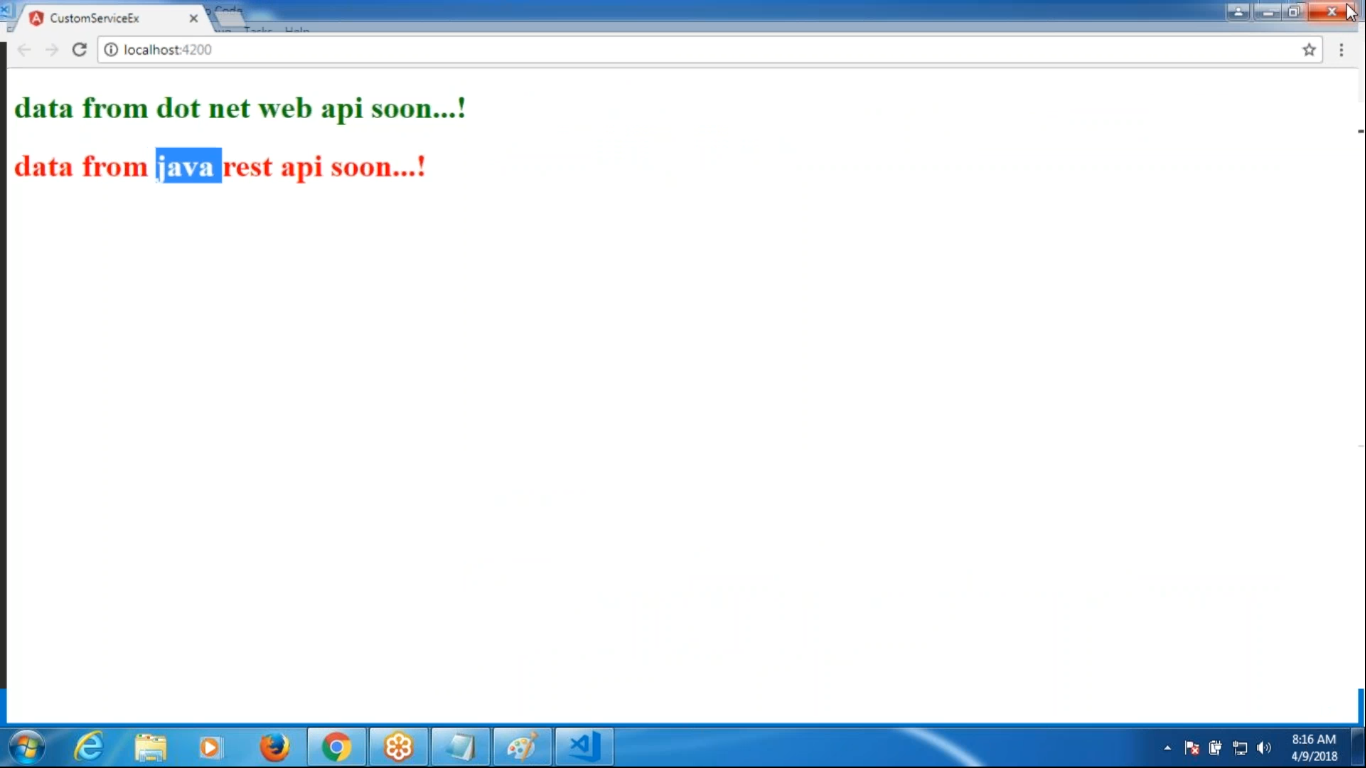 CustomServiceEx
localhost:4200
data from dot net web api soon...!
data from java rest api soon...!
8:16 AM
4/9/2018